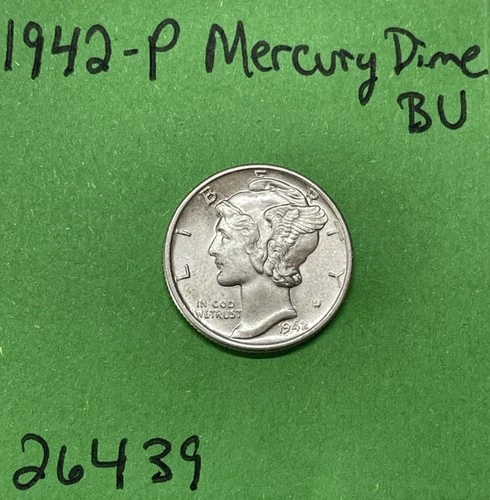 1942-P Mercury Dime
BU
LIBERTY
IN GOD
WE TRUST
1942
26439